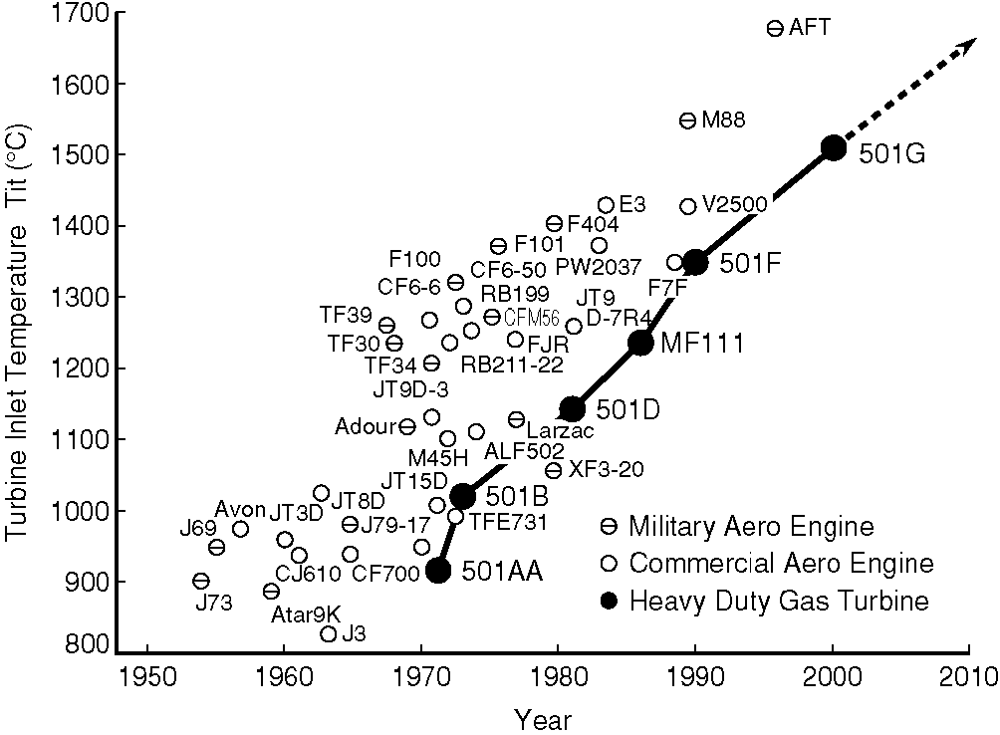 1700
AFT
1600
M88
1500
501G
1400
E3
V2500
F404
F101
F100
CF6-50
PW2037
501F
CF6-6
1300
RB199
JT9
F7F
TF39
CFM56
D-7R4
TF30
FJR
MF111
1200
TF34
RB211-22
JT9D-3
501D
Adour
Larzac
1100
M45H
ALF502
XF3-20
JT15D
501B
1000
Avon
JT3D
JT8D
J69
J79-17
TFE731
Military Aero Engine
900
CJ610
CF700
501AA
Commercial Aero Engine
J73
Atar9K
Heavy Duty Gas Turbine
J3
800
Turbine Inlet Temperature Tit (°C)
1950
1960
1970
1980
1990
2000
2010
Year